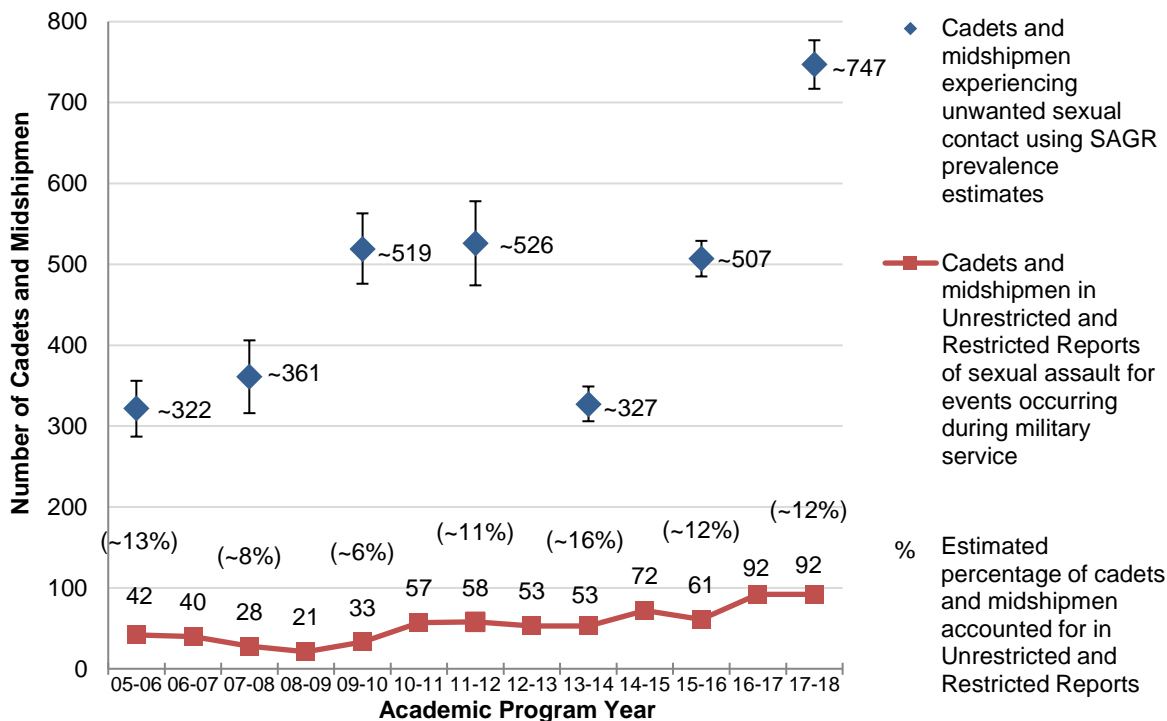 800
700
600
500
400
300
200
100
0
Number of Cadets and Midshipmen
~322
~361
~519
~526
~327
~507
~747
(~13%)
(~8%)
(~6%)
(~11%)
(~16%)
(~12%)
(~12%)
42
40
28
21
33
57
58
53
53
72
61
92
92
05-06 06-07 07-08 08-09 09-10 10-11 11-12 12-13 13-14 14-15 15-16 16-17 17-18
Academic Program Year
Cadets and
midshipmen
experiencing
unwanted sexual
contact using SAGR
prevalence
estimates
Cadets and
midshipmen in
Unrestricted and
Restricted Reports
of sexual assault for
events occurring
during military
service
% Estimated
percentage of cadets
and midshipmen
accounted for in
Unrestricted and
Restricted Reports